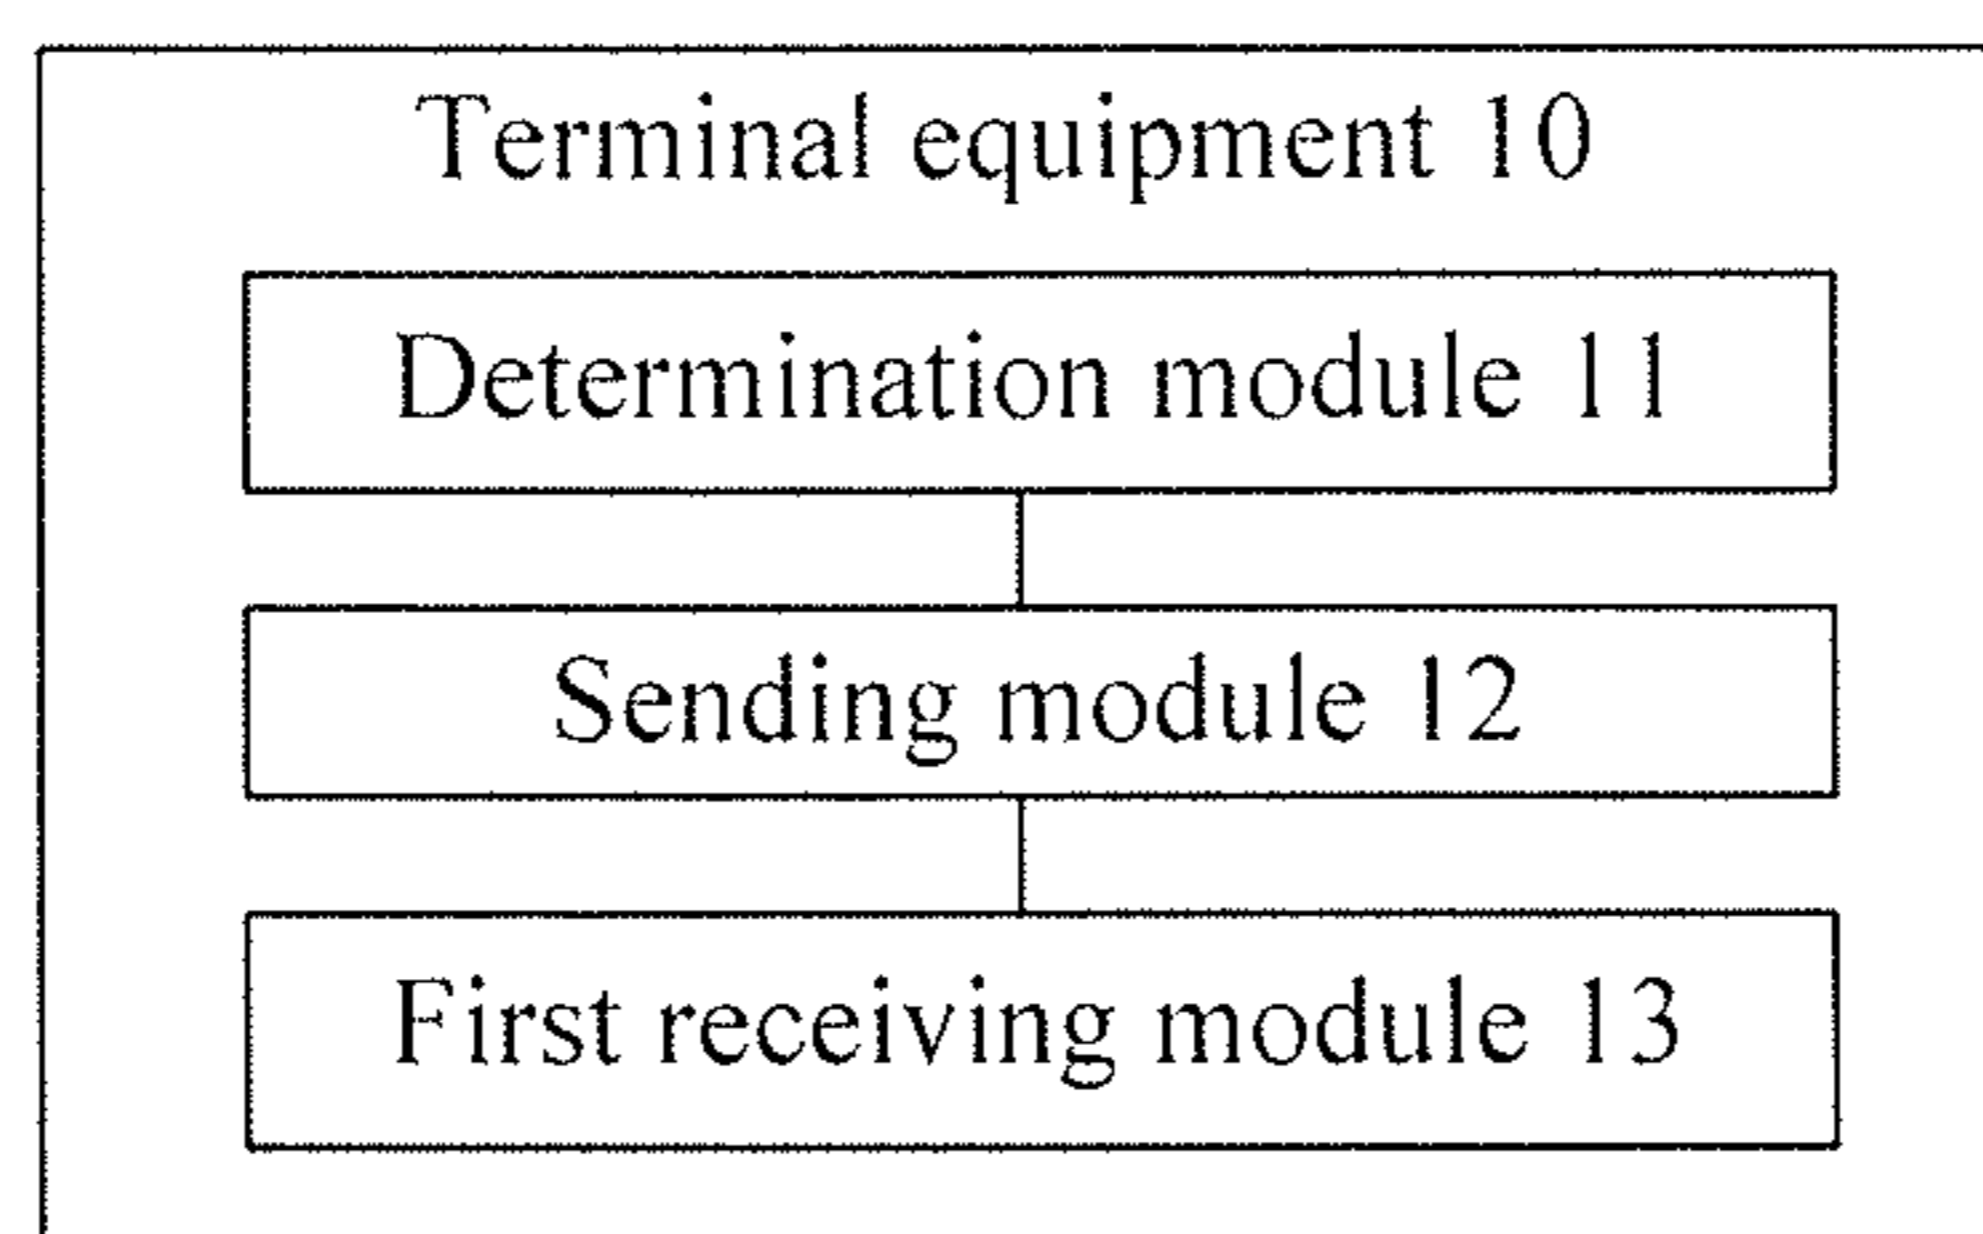 Terminal equipment 10
Determination module 11
Sending module 12
First receiving module 13